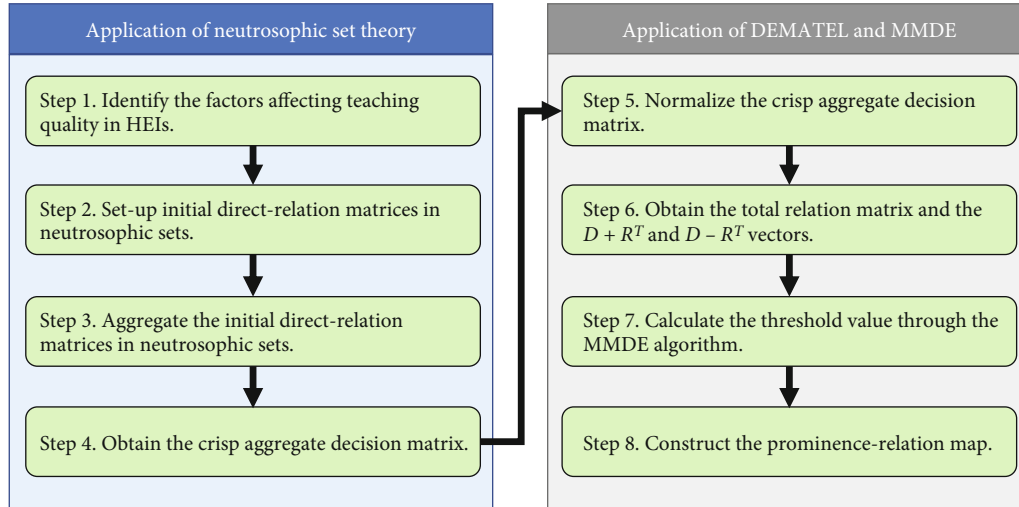 Application of neutrosophic set theory
Step 1. Identify the factors affecting teaching
quality in HEIs.
Step 2. Set-up initial direct-relation matrices in
neutrosophic sets.
Step 3. Aggregate the initial direct-relation
matrices in neutrosophic sets.
Step 4. Obtain the crisp aggregate decision matrix.
Application of DEMATEL and MMDE
Step 5. Normalize the crisp aggregate decision
matrix.
Step 6. Obtain the total relation matrix and the
D + Rᵀ and D – Rᵀ vectors.
Step 7. Calculate the threshold value through the
MMDE algorithm.
Step 8. Construct the prominence-relation map.